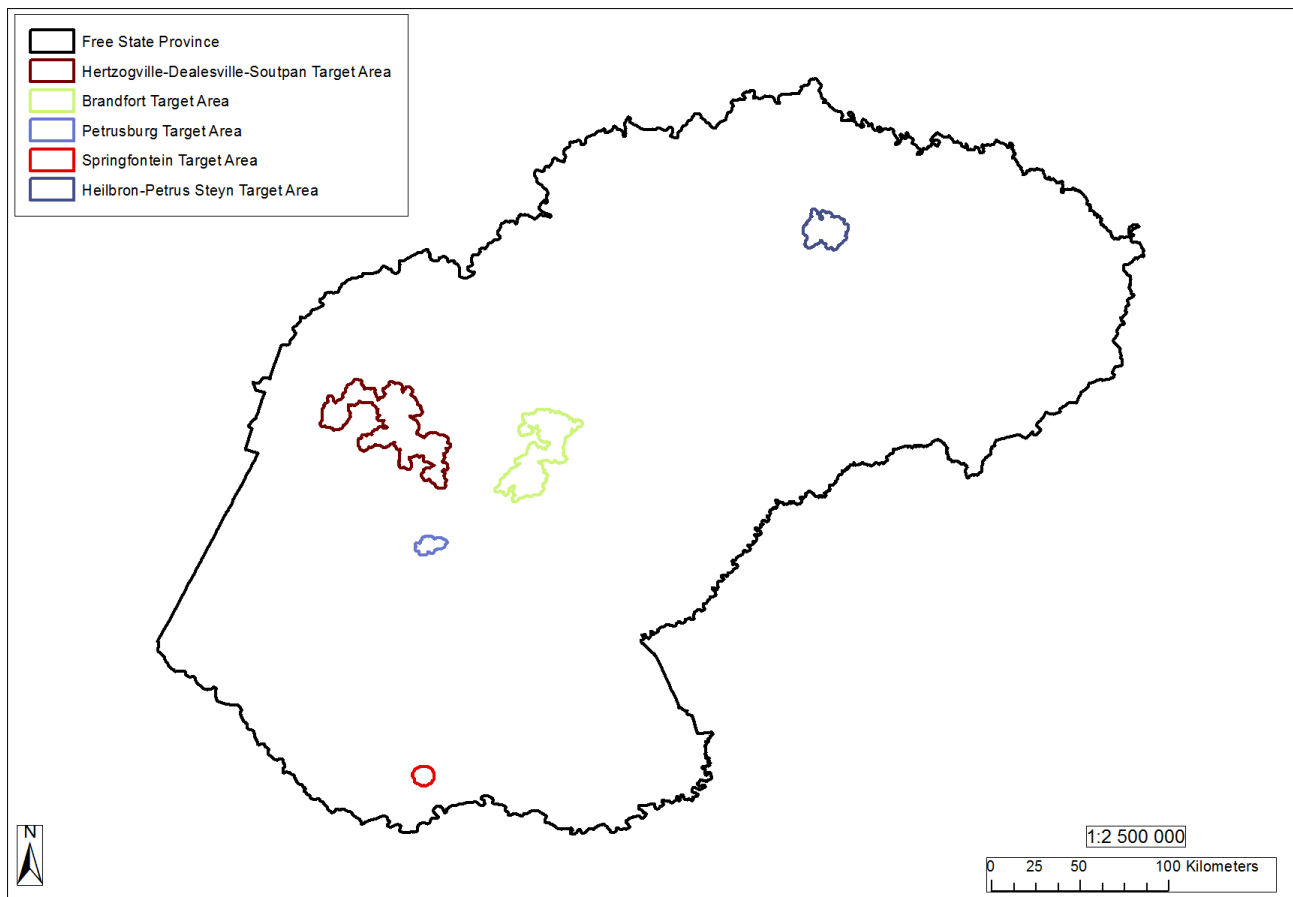 Free State Province
Hertzogville-Dealesville-Soutpan Target Area
Brandfort Target Area
Petrusburg Target Area
Springfontein Target Area
Heilbron-Petrus Steyn Target Area
N
1:2 500 000
0 25 50 100 Kilometers